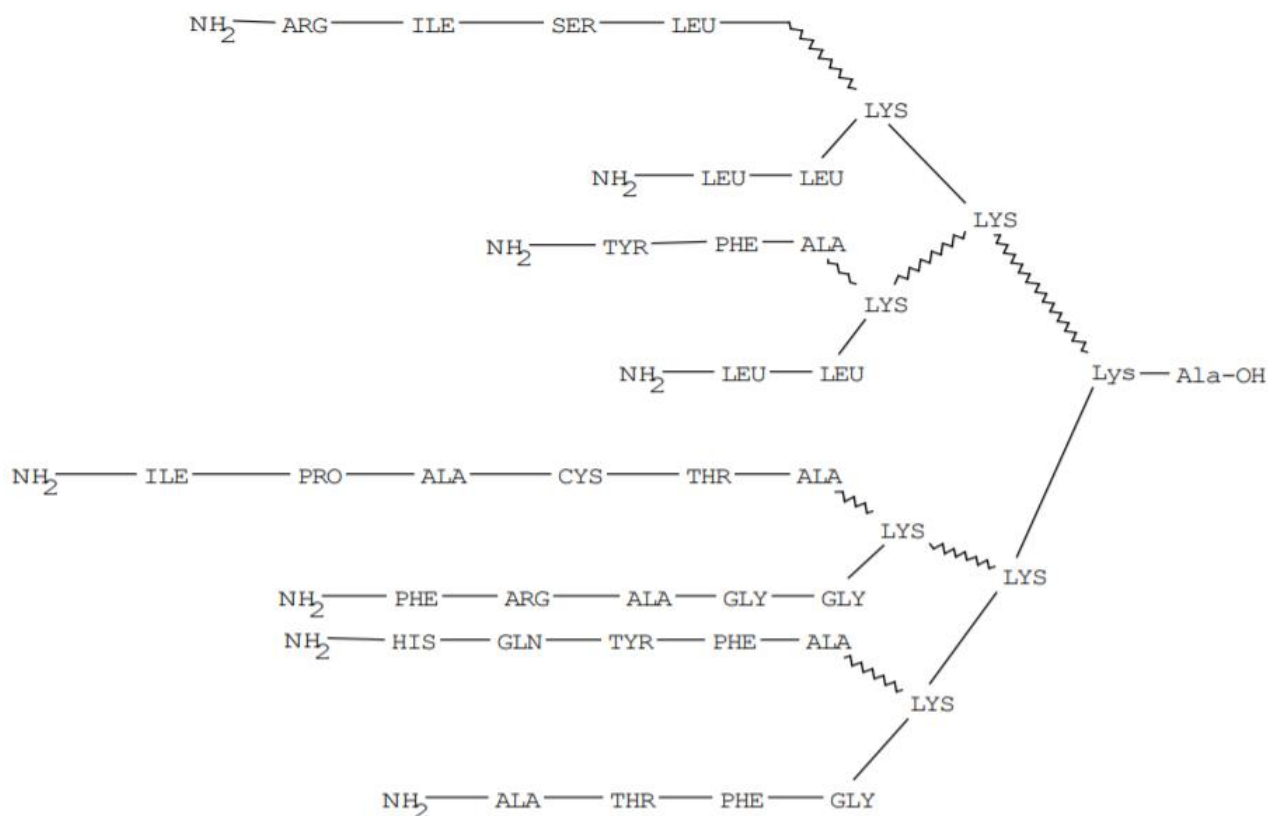 NH2 ARG ILE SER LEU
LYS
NH2 LEU LEU
LYS
NH2 TYR PHE ALA
LYS
NH2 LEU LEU
Lys Ala-OH
NH2 ILE PRO ALA CYS THR ALA
LYS
LYS
NH2 PHE ARG ALA GLY GLY
NH2 HIS GLN TYR PHE ALA
LYS
NH2 ALA THR PHE GLY